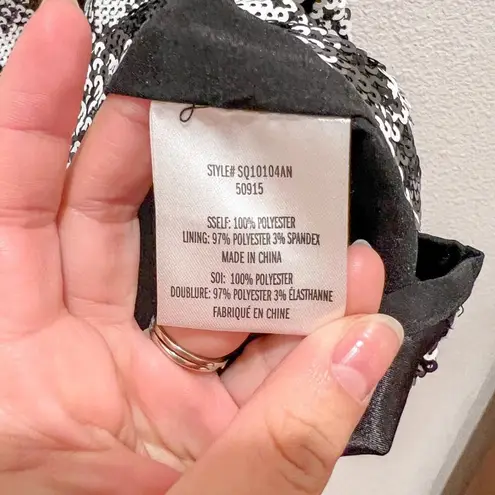 STYLE# SQ10104AN
50915
SSELF: 100% POLYESTER
LINING: 97% POLYESTER 3% SPANDEX
MADE IN CHINA
SOI: 100% POLYESTER
DOUBLURE: 97% POLYESTER 3% ÉLASTHANNE
FABRIQUÉ EN CHINE